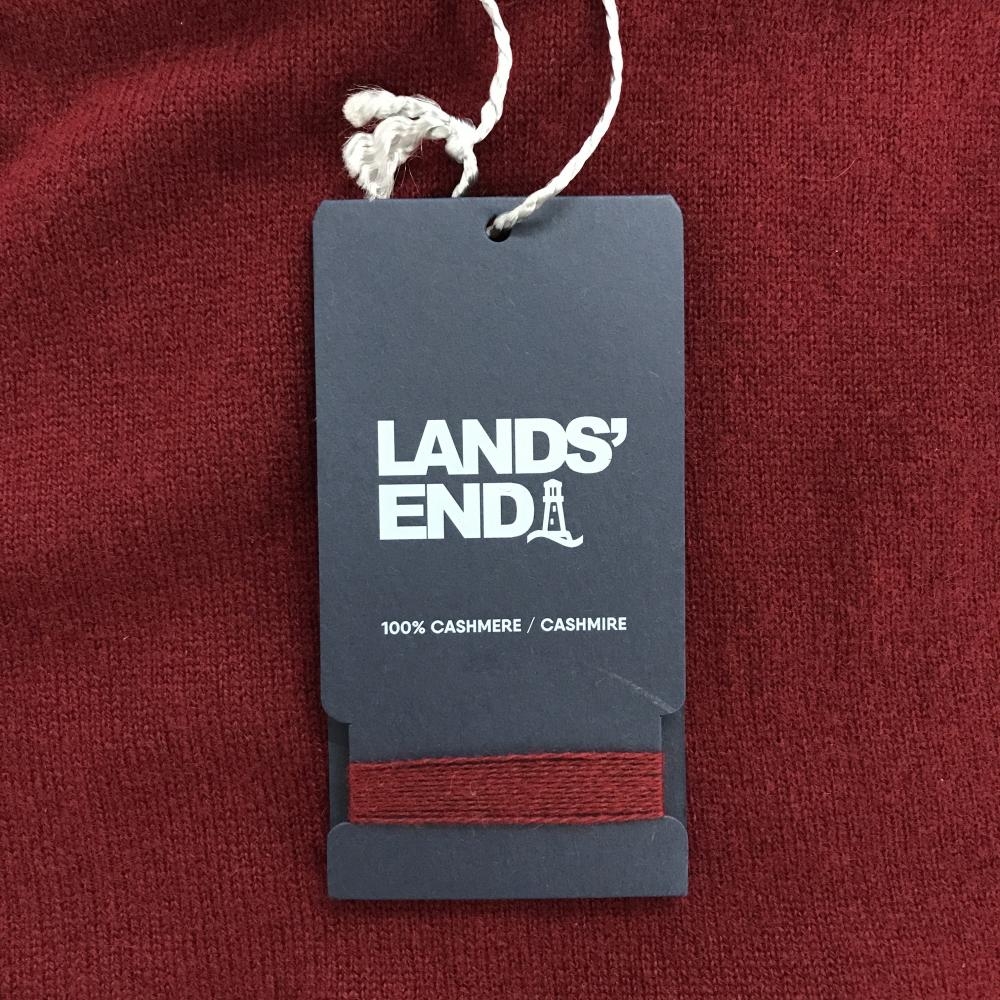 LANDS'
END
100% CASHMERE / CASHMIRE